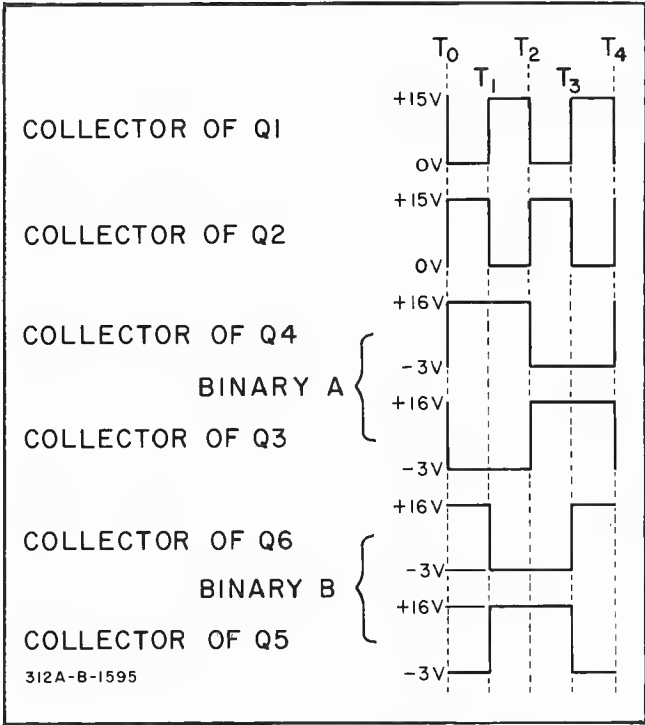 T0 T2 T4
T1 T3
+15V
COLLECTOR OF Q1
0V
+15V
COLLECTOR OF Q2
0V
+16V
COLLECTOR OF Q4
-3V
BINARY A
+16V
COLLECTOR OF Q3
-3V
+16V
COLLECTOR OF Q6
-3V
BINARY B
+16V
COLLECTOR OF Q5
-3V
312A-B-1595